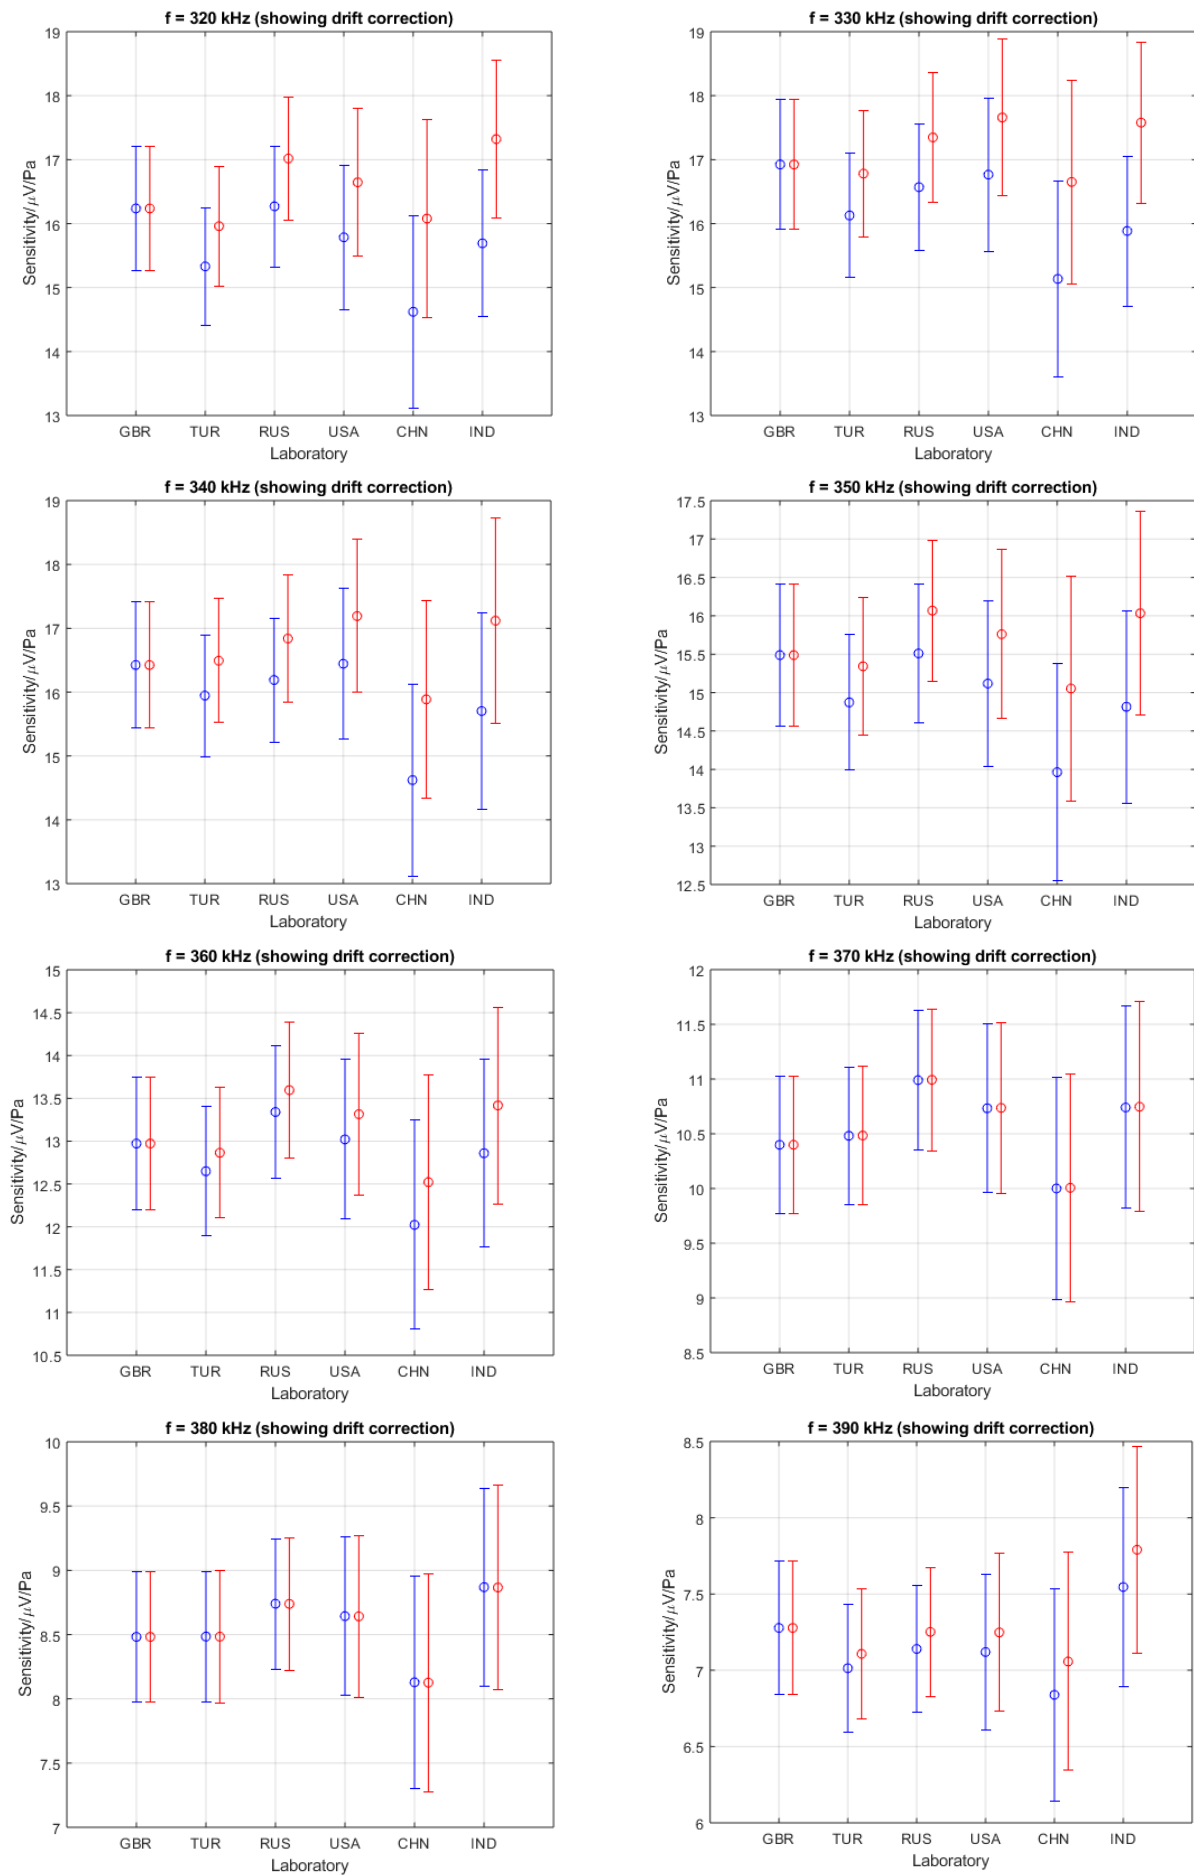 f = 320 kHz (showing drift correction)
19
18
17
16
15
14
13
Sensitivity/μV/Pa
GBR TUR RUS USA CHN IND
Laboratory
f = 330 kHz (showing drift correction)
19
18
17
16
15
14
13
Sensitivity/μV/Pa
GBR TUR RUS USA CHN IND
Laboratory
f = 340 kHz (showing drift correction)
19
18
17
16
15
14
13
Sensitivity/μV/Pa
GBR TUR RUS USA CHN IND
Laboratory
f = 350 kHz (showing drift correction)
17.5
17
16.5
16
15.5
15
14.5
14
13.5
13
12.5
Sensitivity/μV/Pa
GBR TUR RUS USA CHN IND
Laboratory
f = 360 kHz (showing drift correction)
15
14.5
14
13.5
13
12.5
12
11.5
11
10.5
Sensitivity/μV/Pa
GBR TUR RUS USA CHN IND
Laboratory
f = 370 kHz (showing drift correction)
12
11.5
11
10.5
10
9.5
9
8.5
Sensitivity/μV/Pa
GBR TUR RUS USA CHN IND
Laboratory
f = 380 kHz (showing drift correction)
10
9.5
9
8.5
8
7.5
7
Sensitivity/μV/Pa
GBR TUR RUS USA CHN IND
Laboratory
f = 390 kHz (showing drift correction)
8.5
8
7.5
7
6.5
6
Sensitivity/μV/Pa
GBR TUR RUS USA CHN IND
Laboratory